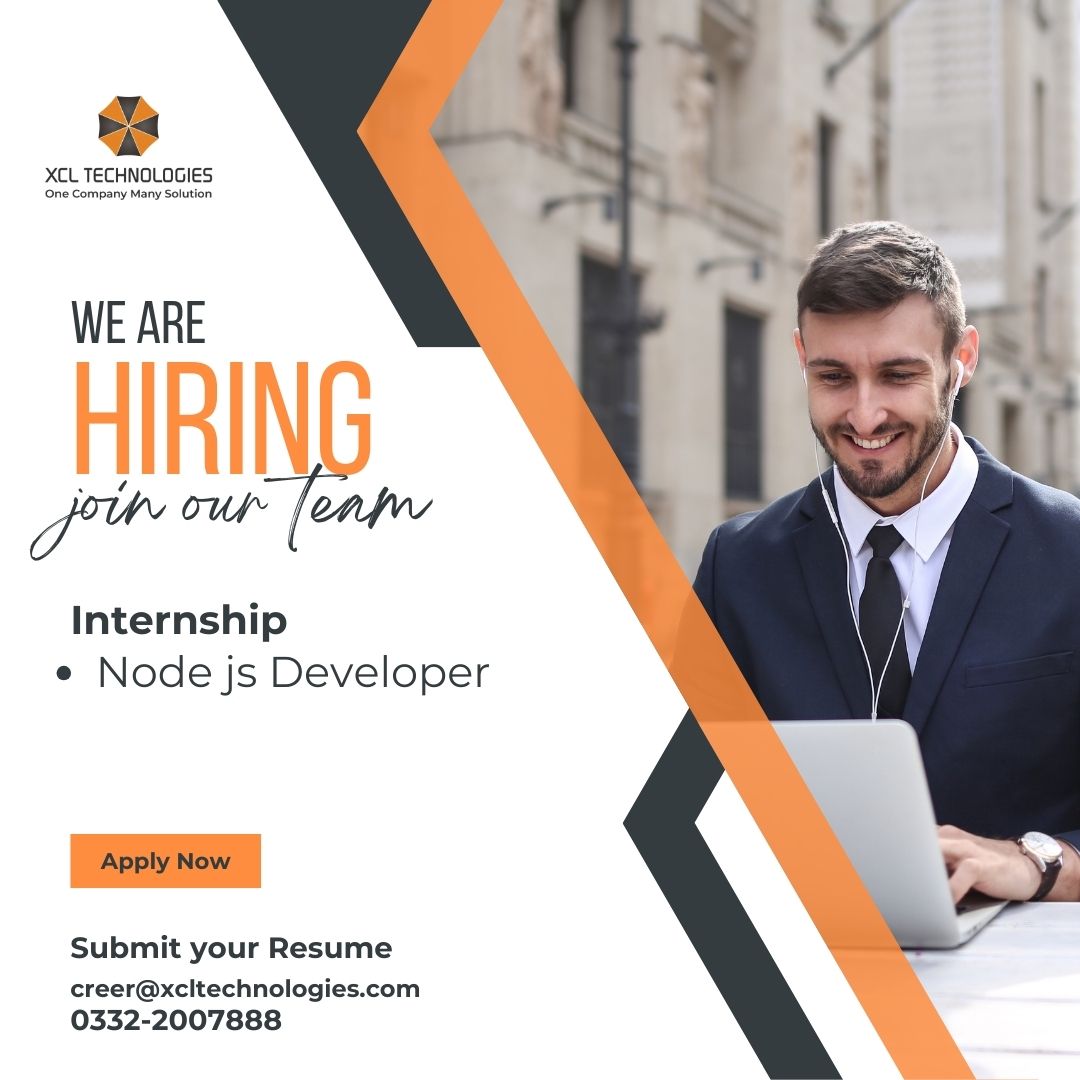 XCL TECHNOLOGIES
One Company Many Solution
WE ARE
HIRING
join our team
Internship
• Node js Developer
Apply Now
Submit your Resume
creer@xcltechnologies.com
0332-2007888